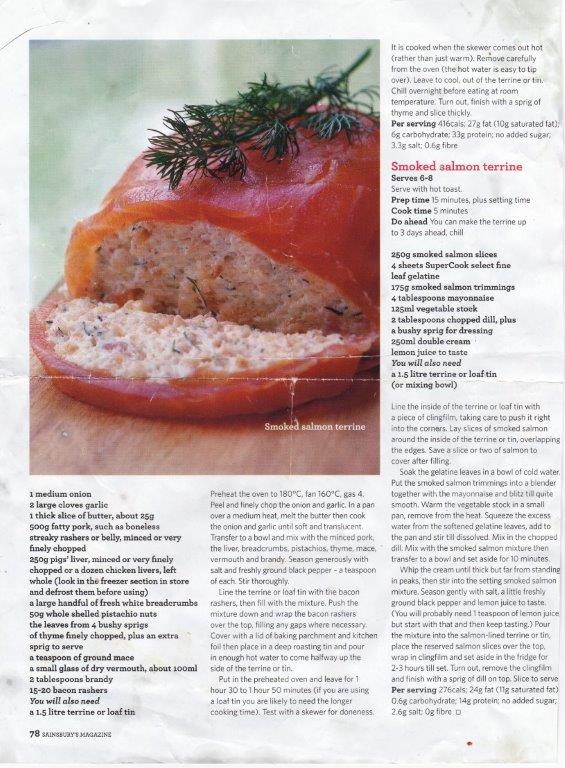 Smoked salmon terrine
1 medium onion
2 large cloves garlic
1 thick slice of butter, about 25g
500g fatty pork, such as boneless
streaky rashers or belly, minced or very
finely chopped
250g pigs' liver, minced or very finely
chopped or a dozen chicken livers, left
whole (look in the freezer section in store
and defrost them before using)
a large handful of fresh white breadcrumbs
50g whole shelled pistachio nuts
the leaves from 4 bushy sprigs
of thyme finely chopped, plus an extra
sprig to serve
a teaspoon of ground mace
a small glass of dry vermouth, about 100ml
2 tablespoons brandy
15-20 bacon rashers
You will also need
a 1.5 litre terrine or loaf tin
Preheat the oven to 180°C, fan 160°C, gas 4.
Peel and finely chop the onion and garlic. In a pan
over a medium heat, melt the butter then cook
the onion and garlic until soft and translucent.
Transfer to a bowl and mix with the minced pork,
the liver, breadcrumbs, pistachios, thyme, mace,
vermouth and brandy. Season generously with
salt and freshly ground black pepper – a teaspoon
of each. Stir thoroughly.
Line the terrine or loaf tin with the bacon
rashers, then fill with the mixture. Push the
mixture down and wrap the bacon rashers
over the top, filling any gaps where necessary.
Cover with a lid of baking parchment and kitchen
foil then place in a deep roasting tin and pour
in enough hot water to come halfway up the
side of the terrine or tin.
Put in the preheated oven and leave for 1
hour 30 to 1 hour 50 minutes (if you are using
a loaf tin you are likely to need the longer
cooking time). Test with a skewer for doneness.
It is cooked when the skewer comes out hot
(rather than just warm). Remove carefully
from the oven (the hot water is easy to tip
over). Leave to cool, out of the terrine or tin.
Chill overnight before eating at room
temperature. Turn out, finish with a sprig of
thyme and slice thickly.
Per serving 416cals; 27g fat (10g saturated fat);
6g carbohydrate; 33g protein; no added sugar;
3.3g salt; 0.6g fibre
Smoked salmon terrine
Serves 6-8
Serve with hot toast.
Prep time 15 minutes, plus setting time
Cook time 5 minutes
Do ahead You can make the terrine up
to 3 days ahead, chill
250g smoked salmon slices
4 sheets SuperCook select fine
leaf gelatine
175g smoked salmon trimmings
4 tablespoons mayonnaise
125ml vegetable stock
2 tablespoons chopped dill, plus
a bushy sprig for dressing
250ml double cream
lemon juice to taste
You will also need
a 1.5 litre terrine or loaf tin
(or mixing bowl)
Line the inside of the terrine or loaf tin with
a piece of clingfilm, taking care to push it right
into the corners. Lay slices of smoked salmon
around the inside of the terrine or tin, overlapping
the edges. Save a slice or two of salmon to
cover after filling.
Soak the gelatine leaves in a bowl of cold water.
Put the smoked salmon trimmings into a blender
together with the mayonnaise and blitz till quite
smooth. Warm the vegetable stock in a small
pan, remove from the heat. Squeeze the excess
water from the softened gelatine leaves, add to
the pan and stir till dissolved. Mix in the chopped
dill. Mix with the smoked salmon mixture then
transfer to a bowl and set aside for 10 minutes.
Whip the cream until thick but far from standing
in peaks, then stir into the setting smoked salmon
mixture. Season gently with salt, a little freshly
ground black pepper and lemon juice to taste.
(You will probably need 1 teaspoon of lemon juice
but start with that and then keep tasting.) Pour
the mixture into the salmon-lined terrine or tin,
place the reserved salmon slices over the top,
wrap in clingfilm and set aside in the fridge for
2-3 hours till set. Turn out, remove the clingfilm
and finish with a sprig of dill on top. Slice to serve.
Per serving 276cals; 24g fat (11g saturated fat);
0.6g carbohydrate; 14g protein; no added sugar;
2.6g salt; 0g fibre
78 SAINSBURY'S MAGAZINE